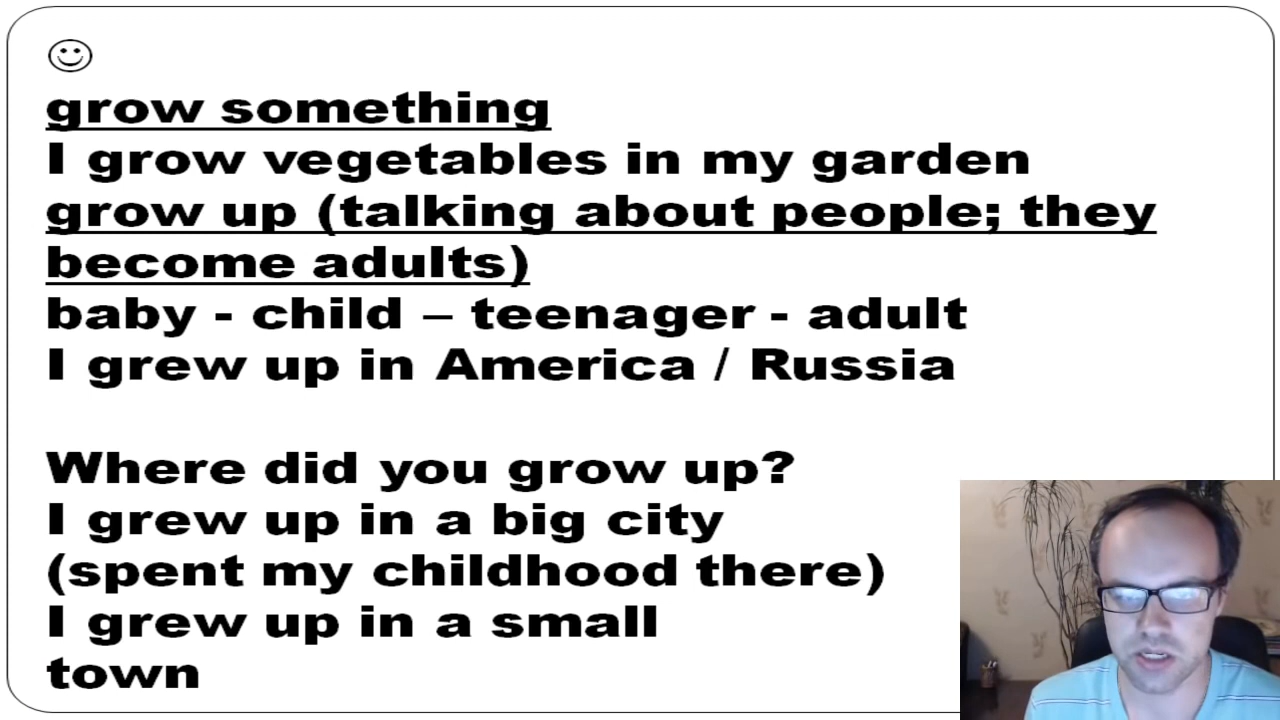 grow something
I grow vegetables in my garden
grow up (talking about people; they
become adults)
baby - child – teenager - adult
I grew up in America / Russia
Where did you grow up?
I grew up in a big city
(spent my childhood there)
I grew up in a small
town